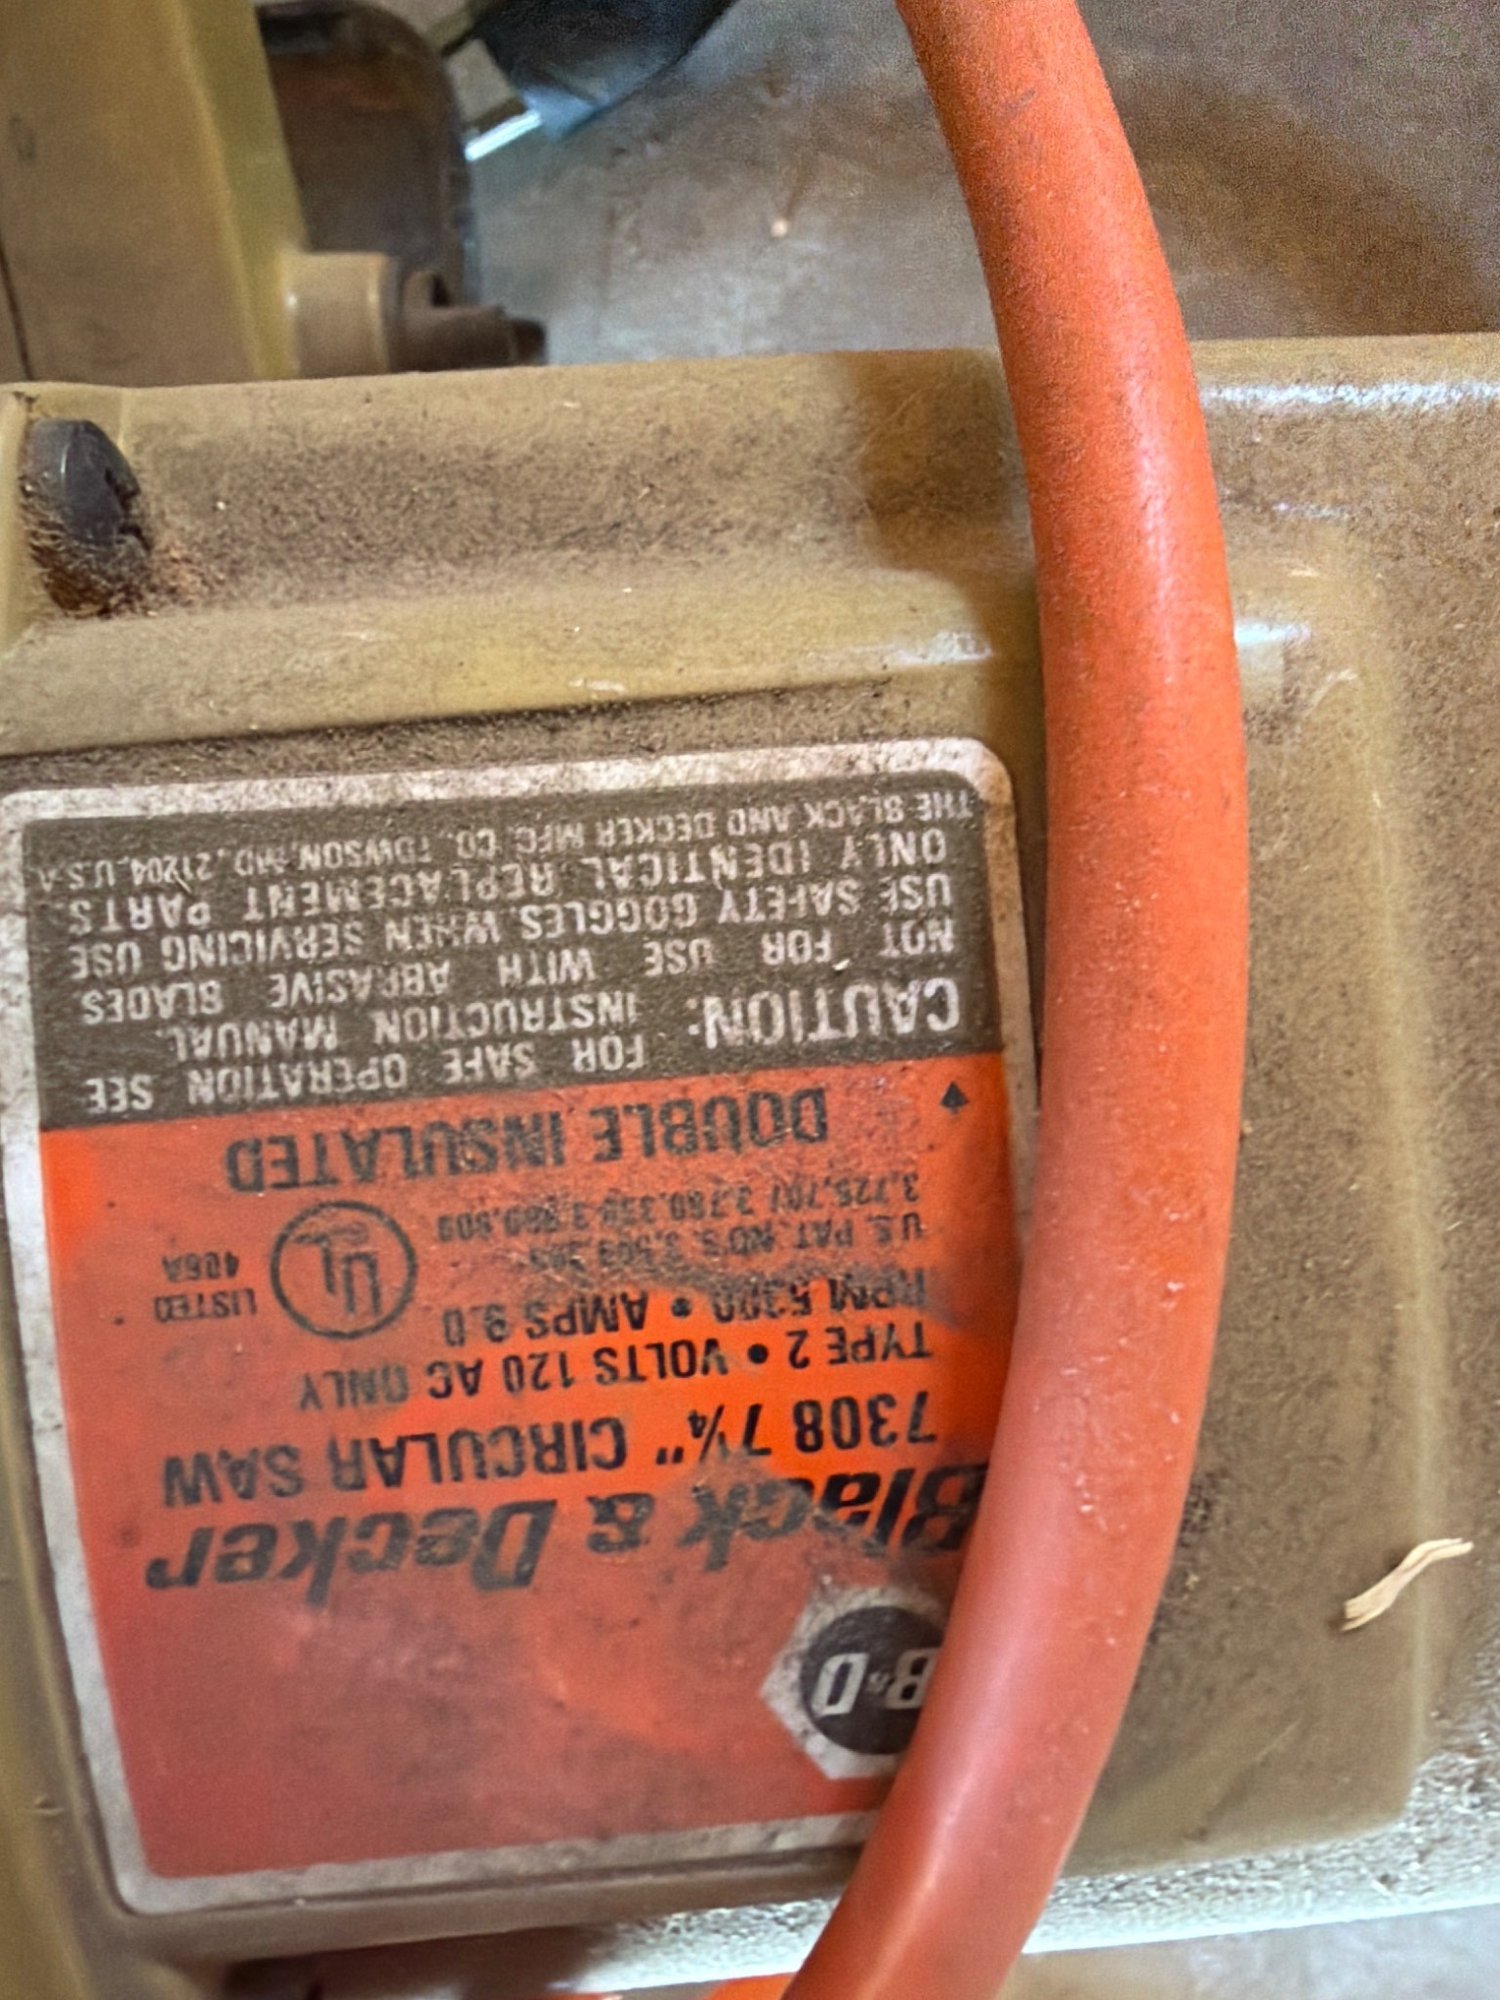 B&D
Black & Decker
7308 7¼" CIRCULAR SAW
TYPE 2 • VOLTS 120 AC ONLY
RPM 5300 • AMPS 9.0
U.S. PAT. NO'S.
LISTED
406A
UL
DOUBLE INSULATED
CAUTION: FOR SAFE OPERATION SEE
INSTRUCTION MANUAL.
NOT FOR USE WITH ABRASIVE BLADES
USE SAFETY GOGGLES. WHEN SERVICING USE
ONLY IDENTICAL REPLACEMENT PARTS.
THE BLACK AND DECKER MFG. CO., TOWSON, MD., 21204, U.S.A.